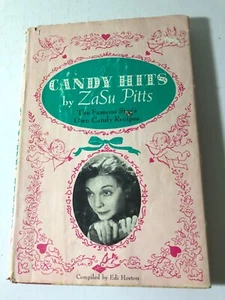 CANDY HITS
by ZaSu Pitts
The Famous Star's
Own Candy Recipes
Compiled by Edi Horton